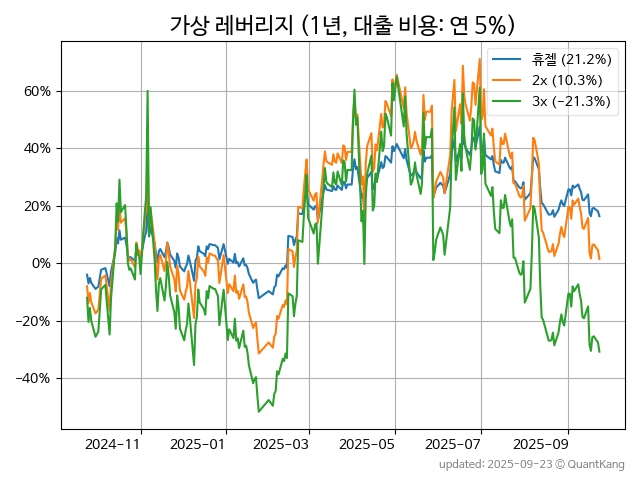 가상 레버리지 (1년, 대출 비용: 연 5%)
휴젤 (21.2%)
2x (10.3%)
3x (−21.3%)
60%
40%
20%
0%
−20%
−40%
2024-11 2025-01 2025-03 2025-05 2025-07 2025-09
updated: 2025-09-23 © QuantKang